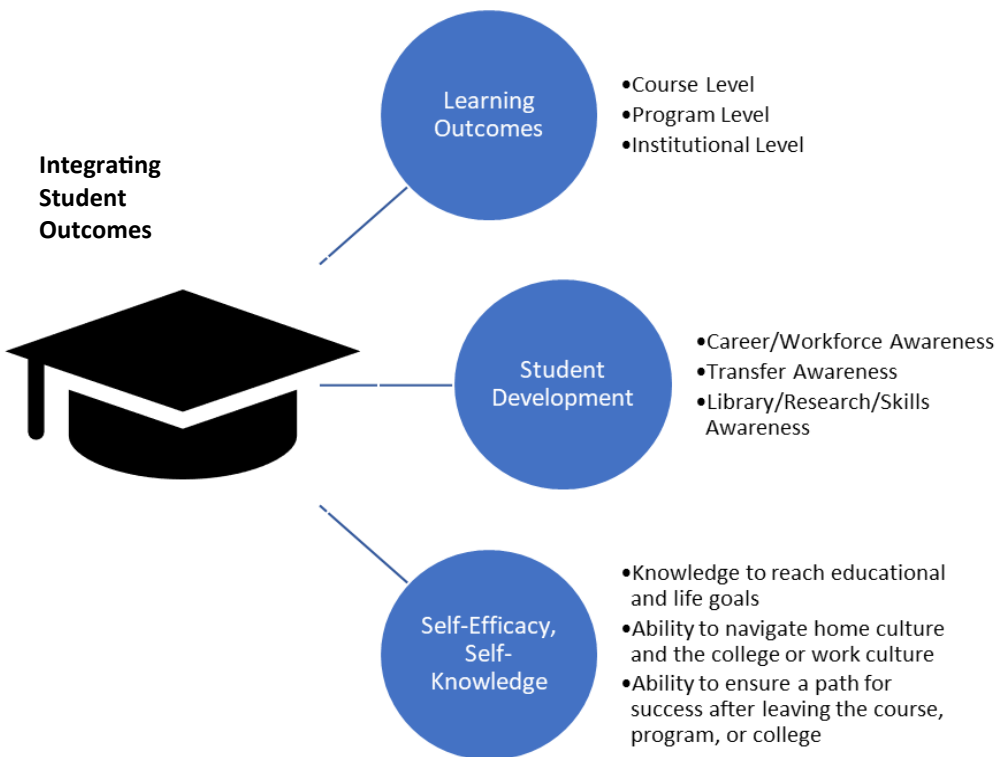 Integrating
Student
Outcomes
Learning
Outcomes
•Course Level
•Program Level
•Institutional Level
Student
Development
•Career/Workforce Awareness
•Transfer Awareness
•Library/Research/Skills
Awareness
Self-Efficacy,
Self-
Knowledge
•Knowledge to reach educational
and life goals
•Ability to navigate home culture
and the college or work culture
•Ability to ensure a path for
success after leaving the course,
program, or college